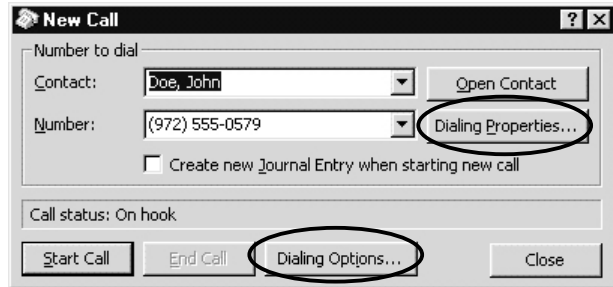 New Call
Number to dial
Contact: Doe, John Open Contact
Number: (972) 555-0579 Dialing Properties...
Create new Journal Entry when starting new call
Call status: On hook
Start Call End Call Dialing Options... Close